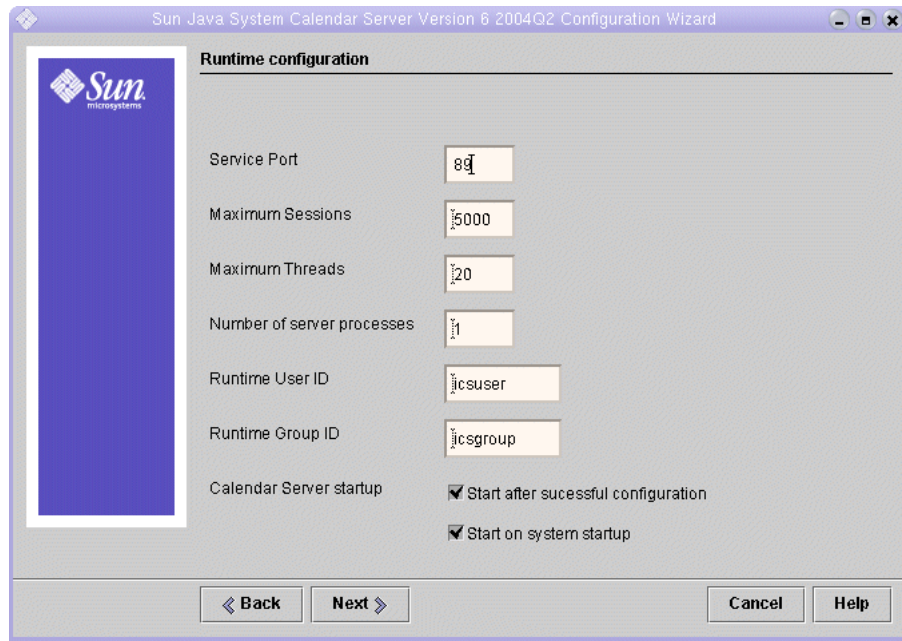 Sun Java System Calendar Server Version 6 2004Q2 Configuration Wizard
Sun
microsystems
Runtime configuration
Service Port 89
Maximum Sessions 5000
Maximum Threads 20
Number of server processes 1
Runtime User ID icsuser
Runtime Group ID icsgroup
Calendar Server startup Start after sucessful configuration
Start on system startup
Back Next Cancel Help